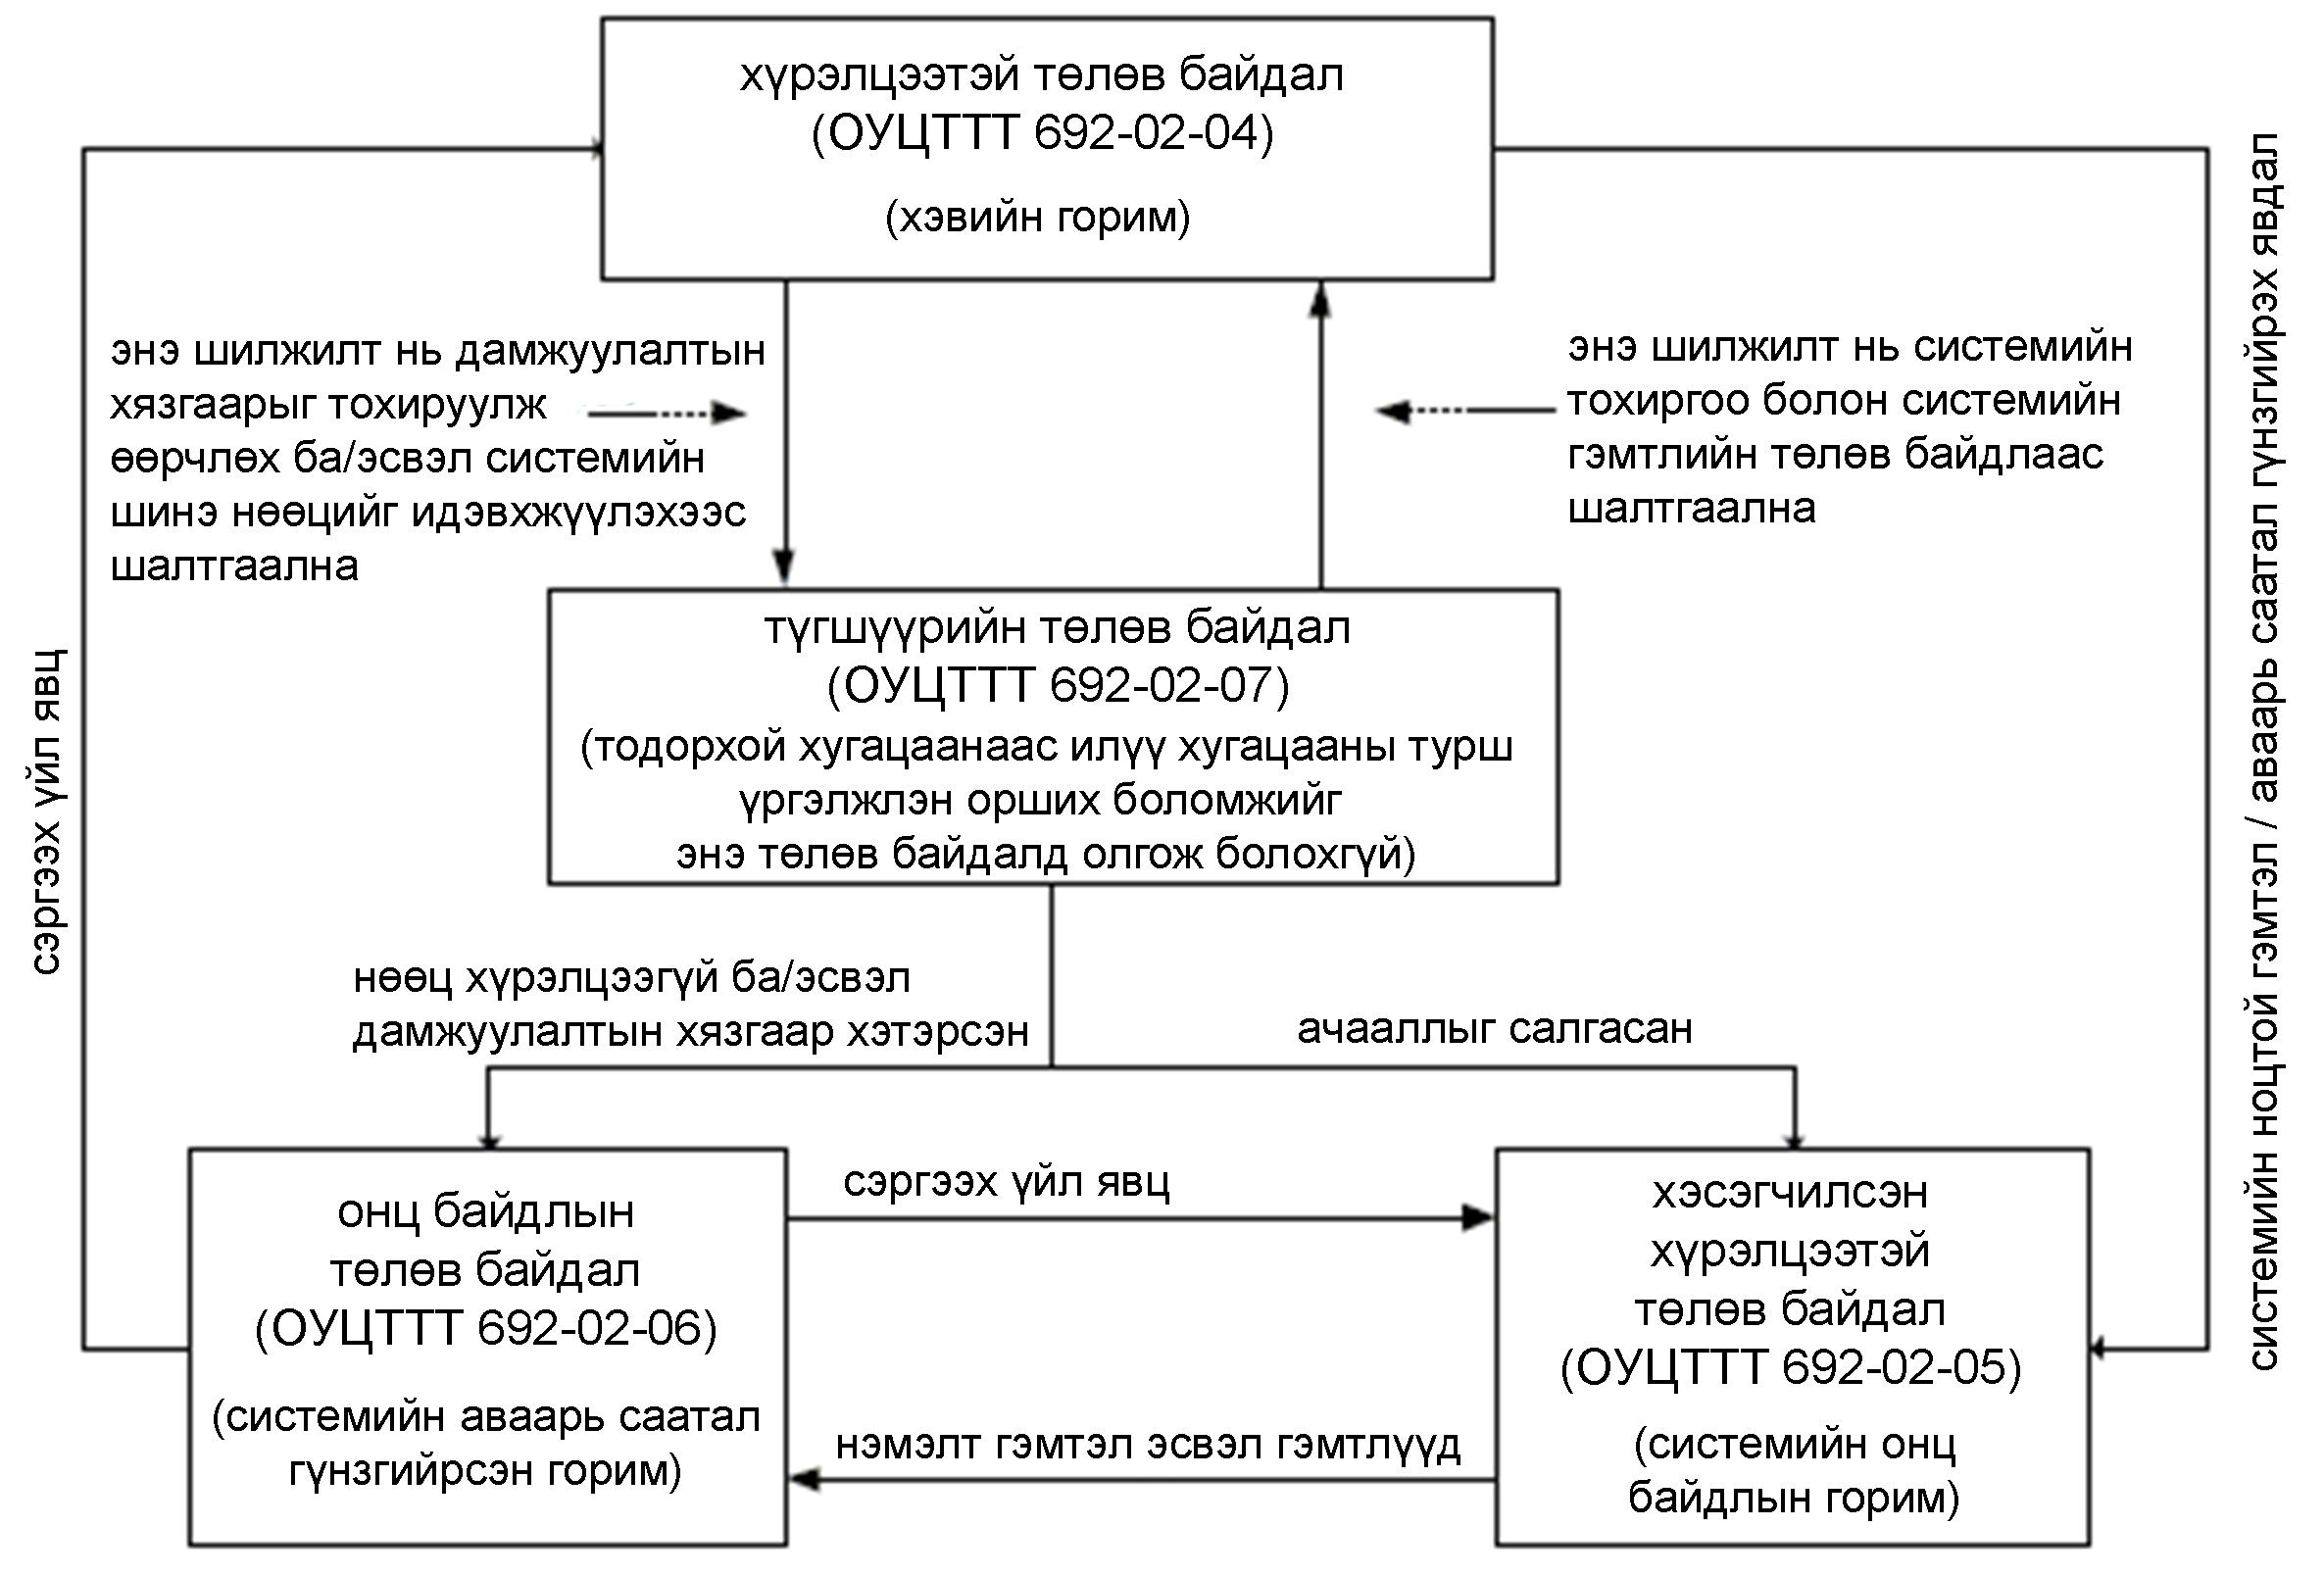 хүрэлцээтэй төлөв байдал
(ОУЦТТТ 692-02-04)
(хэвийн горим)
энэ шилжилт нь дамжуулалтын
хязгаарыг тохируулж
өөрчлөх ба/эсвэл системийн
шинэ нөөцийг идэвхжүүлэхээс
шалтгаална
энэ шилжилт нь системийн
тохиргоо болон системийн
гэмтлийн төлөв байдлаас
шалтгаална
түгшүүрийн төлөв байдал
(ОУЦТТТ 692-02-07)
(тодорхой хугацаанаас илүү хугацааны турш
үргэлжлэн орших боломжийг
энэ төлөв байдалд олгож болохгүй)
сэргээх үйл явц
системийн ноцтой гэмтэл / аваарь саатал гүнзгийрэх явдал
нөөц хүрэлцээгүй ба/эсвэл
дамжуулалтын хязгаар хэтэрсэн
ачааллыг салгасан
онц байдлын
төлөв байдал
(ОУЦТТТ 692-02-06)
(системийн аваарь саатал
гүнзгийрсэн горим)
сэргээх үйл явц
нэмэлт гэмтэл эсвэл гэмтлүүд
хэсэгчилсэн
хүрэлцээтэй
төлөв байдал
(ОУЦТТТ 692-02-05)
(системийн онц
байдлын горим)